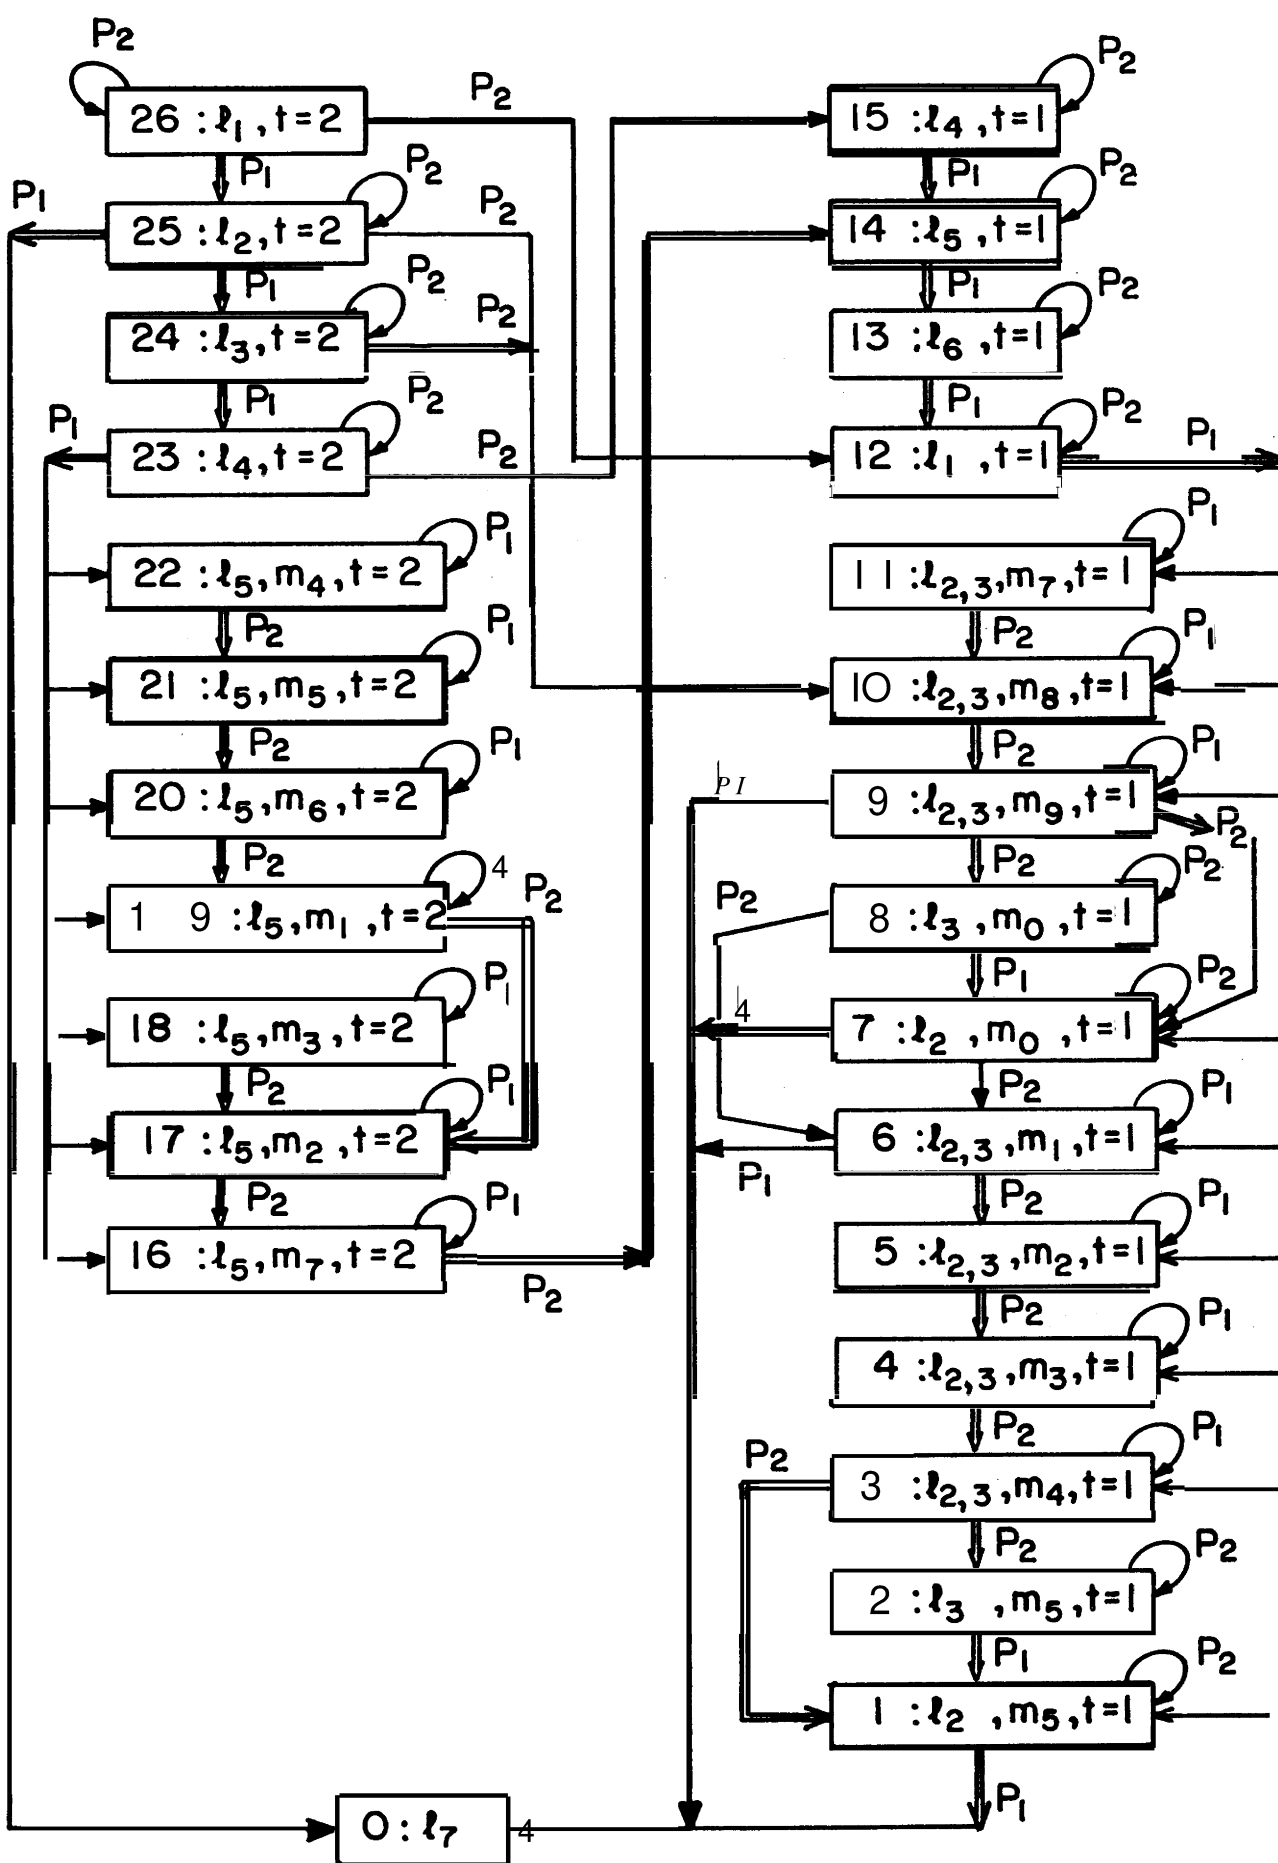 P₂
26 :ℓ₁, t=2
P₂
P₁
P₁
25 :ℓ₂, t=2
P₂
P₂
P₁
24 :ℓ₃, t=2
P₂
P₂
P₁
P₁
23 :ℓ₄, t=2
P₂
P₂
22 :ℓ₅, m₄, t=2
P₁
P₂
21 :ℓ₅, m₅, t=2
P₁
P₂
20 :ℓ₅, m₆, t=2
P₁
P₂
1 9 :ℓ₅, m₁ , t=2
4
P₂
18 :ℓ₅, m₃, t=2
P₁
P₂
17 :ℓ₅, m₂ , t=2
P₁
P₂
16 :ℓ₅, m₇, t=2
P₁
P₂
15 :ℓ₄, t=1
P₂
P₁
14 :ℓ₅ , t=1
P₂
P₁
13 :ℓ₆ , t=1
P₂
P₁
12 :ℓ₁ , t=1
P₂
P₁
11 :ℓ₂,₃, m₇, t=1
P₁
P₂
10 :ℓ₂,₃, m₈, t=1
P₁
P₂
PI
9 :ℓ₂,₃, m₉, t=1
P₁
P₂
P₂
P₂
8 :ℓ₃ , m₀, t=1
P₂
P₁
4
7 :ℓ₂ , m₀ , t=1
P₂
P₂
6 :ℓ₂,₃, m₁, t=1
P₁
P₁
P₂
5 :ℓ₂,₃, m₂, t=1
P₁
P₂
4 :ℓ₂,₃ , m₃, t=1
P₁
P₂
P₂
3 :ℓ₂,₃ , m₄, t=1
P₁
P₂
2 :ℓ₃ , m₅ , t=1
P₂
P₁
1 :ℓ₂ , m₅, t=1
P₂
P₁
0 : ℓ₇
4